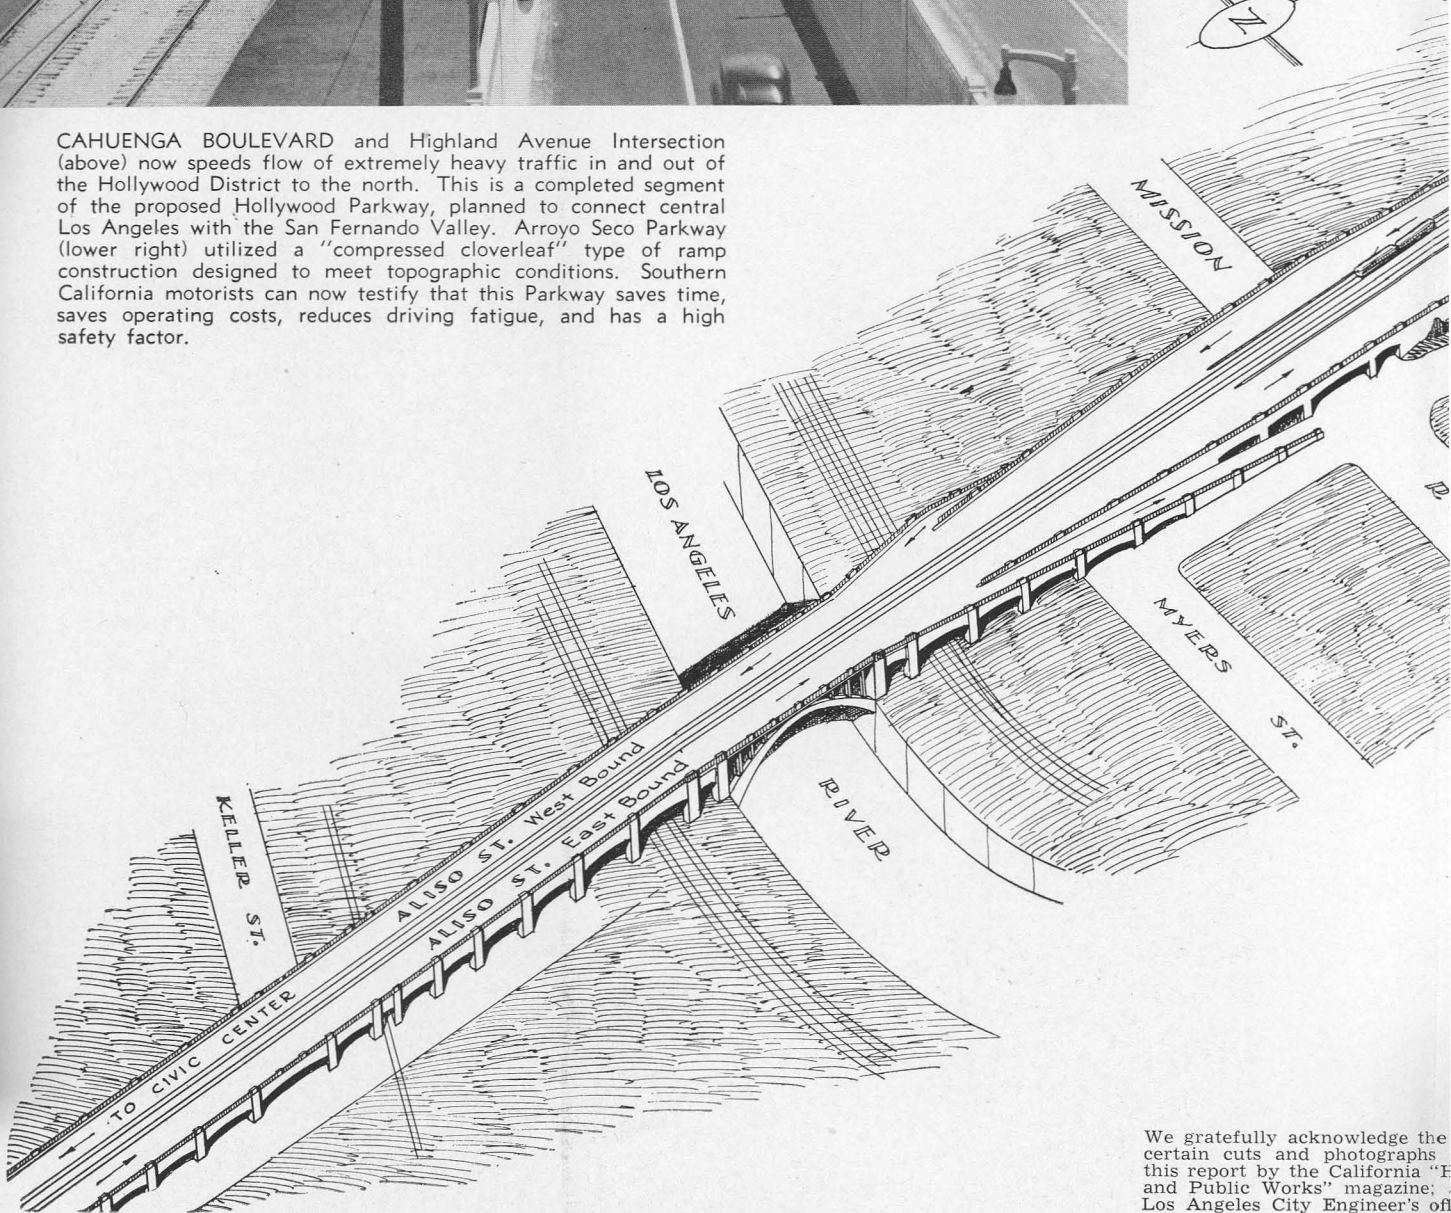 N
CAHUENGA BOULEVARD and Highland Avenue Intersection
(above) now speeds flow of extremely heavy traffic in and out of
the Hollywood District to the north. This is a completed segment
of the proposed Hollywood Parkway, planned to connect central
Los Angeles with the San Fernando Valley. Arroyo Seco Parkway
(lower right) utilized a "compressed cloverleaf" type of ramp
construction designed to meet topographic conditions. Southern
California motorists can now testify that this Parkway saves time,
saves operating costs, reduces driving fatigue, and has a high
safety factor.
MISSION
LOS ANGELES
R
MYERS ST.
RIVER
KELLER ST.
ALISO ST. West Bound
ALISO ST. East Bound
TO CIVIC CENTER
We gratefully acknowledge the
certain cuts and photographs
this report by the California "H
and Public Works" magazine;
Los Angeles City Engineer's off